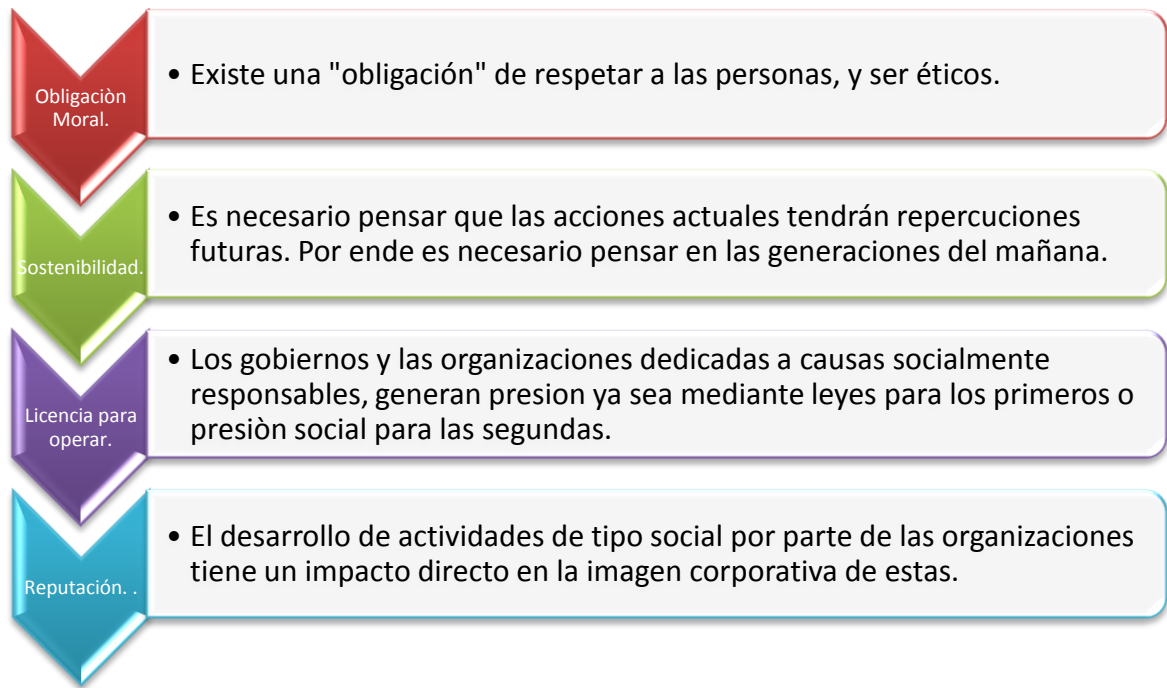 Obligaciòn
Moral.
• Existe una "obligación" de respetar a las personas, y ser éticos.
Sostenibilidad.
• Es necesario pensar que las acciones actuales tendrán repercuciones
futuras. Por ende es necesario pensar en las generaciones del mañana.
Licencia para
operar.
• Los gobiernos y las organizaciones dedicadas a causas socialmente
responsables, generan presion ya sea mediante leyes para los primeros o
presiòn social para las segundas.
Reputación. .
• El desarrollo de actividades de tipo social por parte de las organizaciones
tiene un impacto directo en la imagen corporativa de estas.